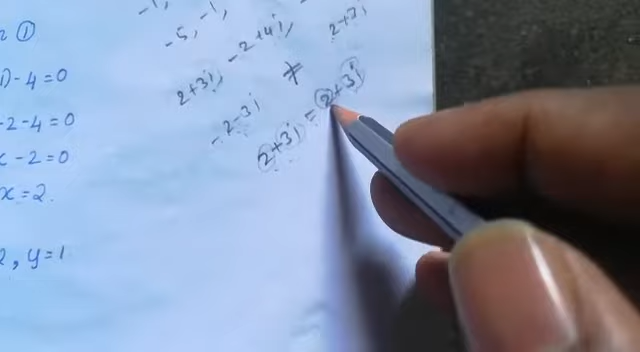 -1,
-5, -1,
2+3i, -2+4i,
2+7i
≠
-2-3i
2+3i = 2+3i
①
)-4=0
-2-4=0
x-2=0
x=2.
2, y=1